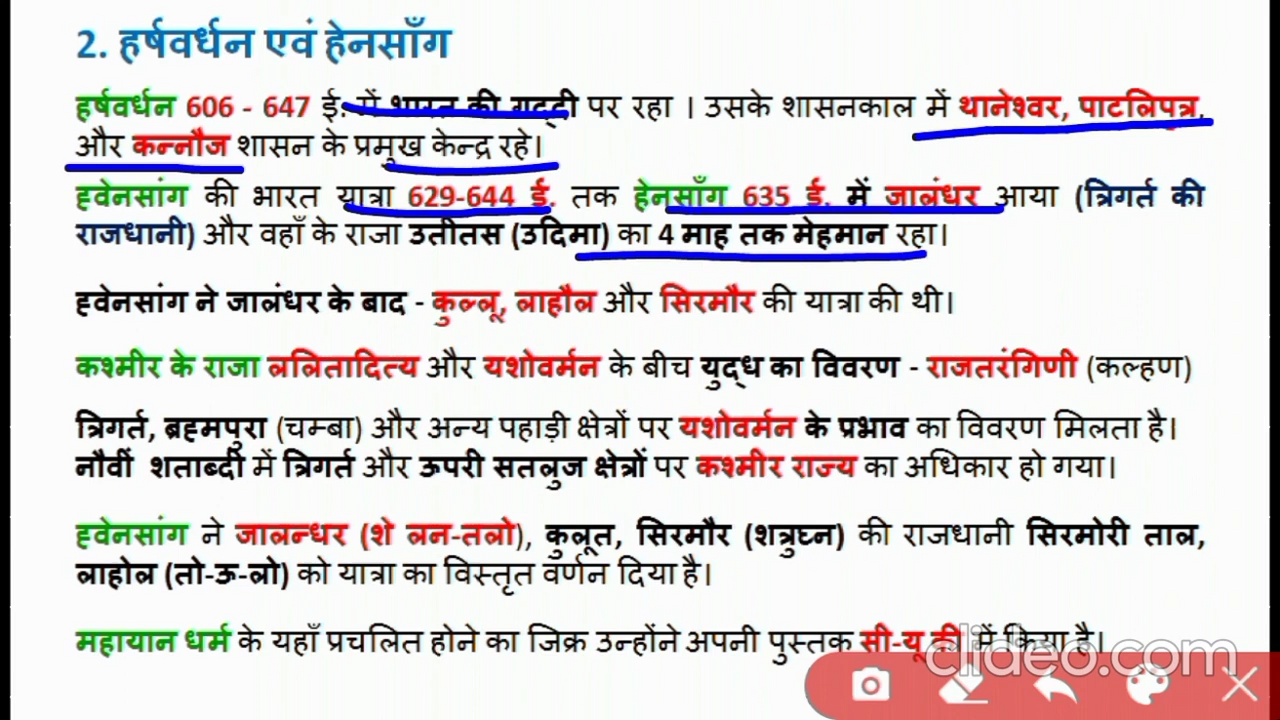 2. हर्षवर्धन एवं हेनसाँग
हर्षवर्धन 606 - 647 ई. में भारत की गद्दी पर रहा । उसके शासनकाल में थानेश्वर, पाटलिपुत्र,
और कन्नौज शासन के प्रमुख केन्द्र रहे।
ह्वेनसांग की भारत यात्रा 629-644 ई. तक हेनसाँग 635 ई. में जालंधर आया (त्रिगर्त की
राजधानी) और वहाँ के राजा उतीतस (उदिमा) का 4 माह तक मेहमान रहा।
ह्वेनसांग ने जालंधर के बाद - कुल्लू, लाहौल और सिरमौर की यात्रा की थी।
कश्मीर के राजा ललितादित्य और यशोवर्मन के बीच युद्ध का विवरण - राजतरंगिणी (कल्हण)
त्रिगर्त, ब्रह्मपुरा (चम्बा) और अन्य पहाड़ी क्षेत्रों पर यशोवर्मन के प्रभाव का विवरण मिलता है।
नौवीं शताब्दी में त्रिगर्त और ऊपरी सतलुज क्षेत्रों पर कश्मीर राज्य का अधिकार हो गया।
ह्वेनसांग ने जालन्धर (शे लन-तलो), कुलूत, सिरमौर (शत्रुघ्न) की राजधानी सिरमोरी ताल,
लाहोल (तो-ऊ-लो) को यात्रा का विस्तृत वर्णन दिया है।
महायान धर्म के यहाँ प्रचलित होने का जिक्र उन्होंने अपनी पुस्तक सी-यू की में किया है।
clideo.com